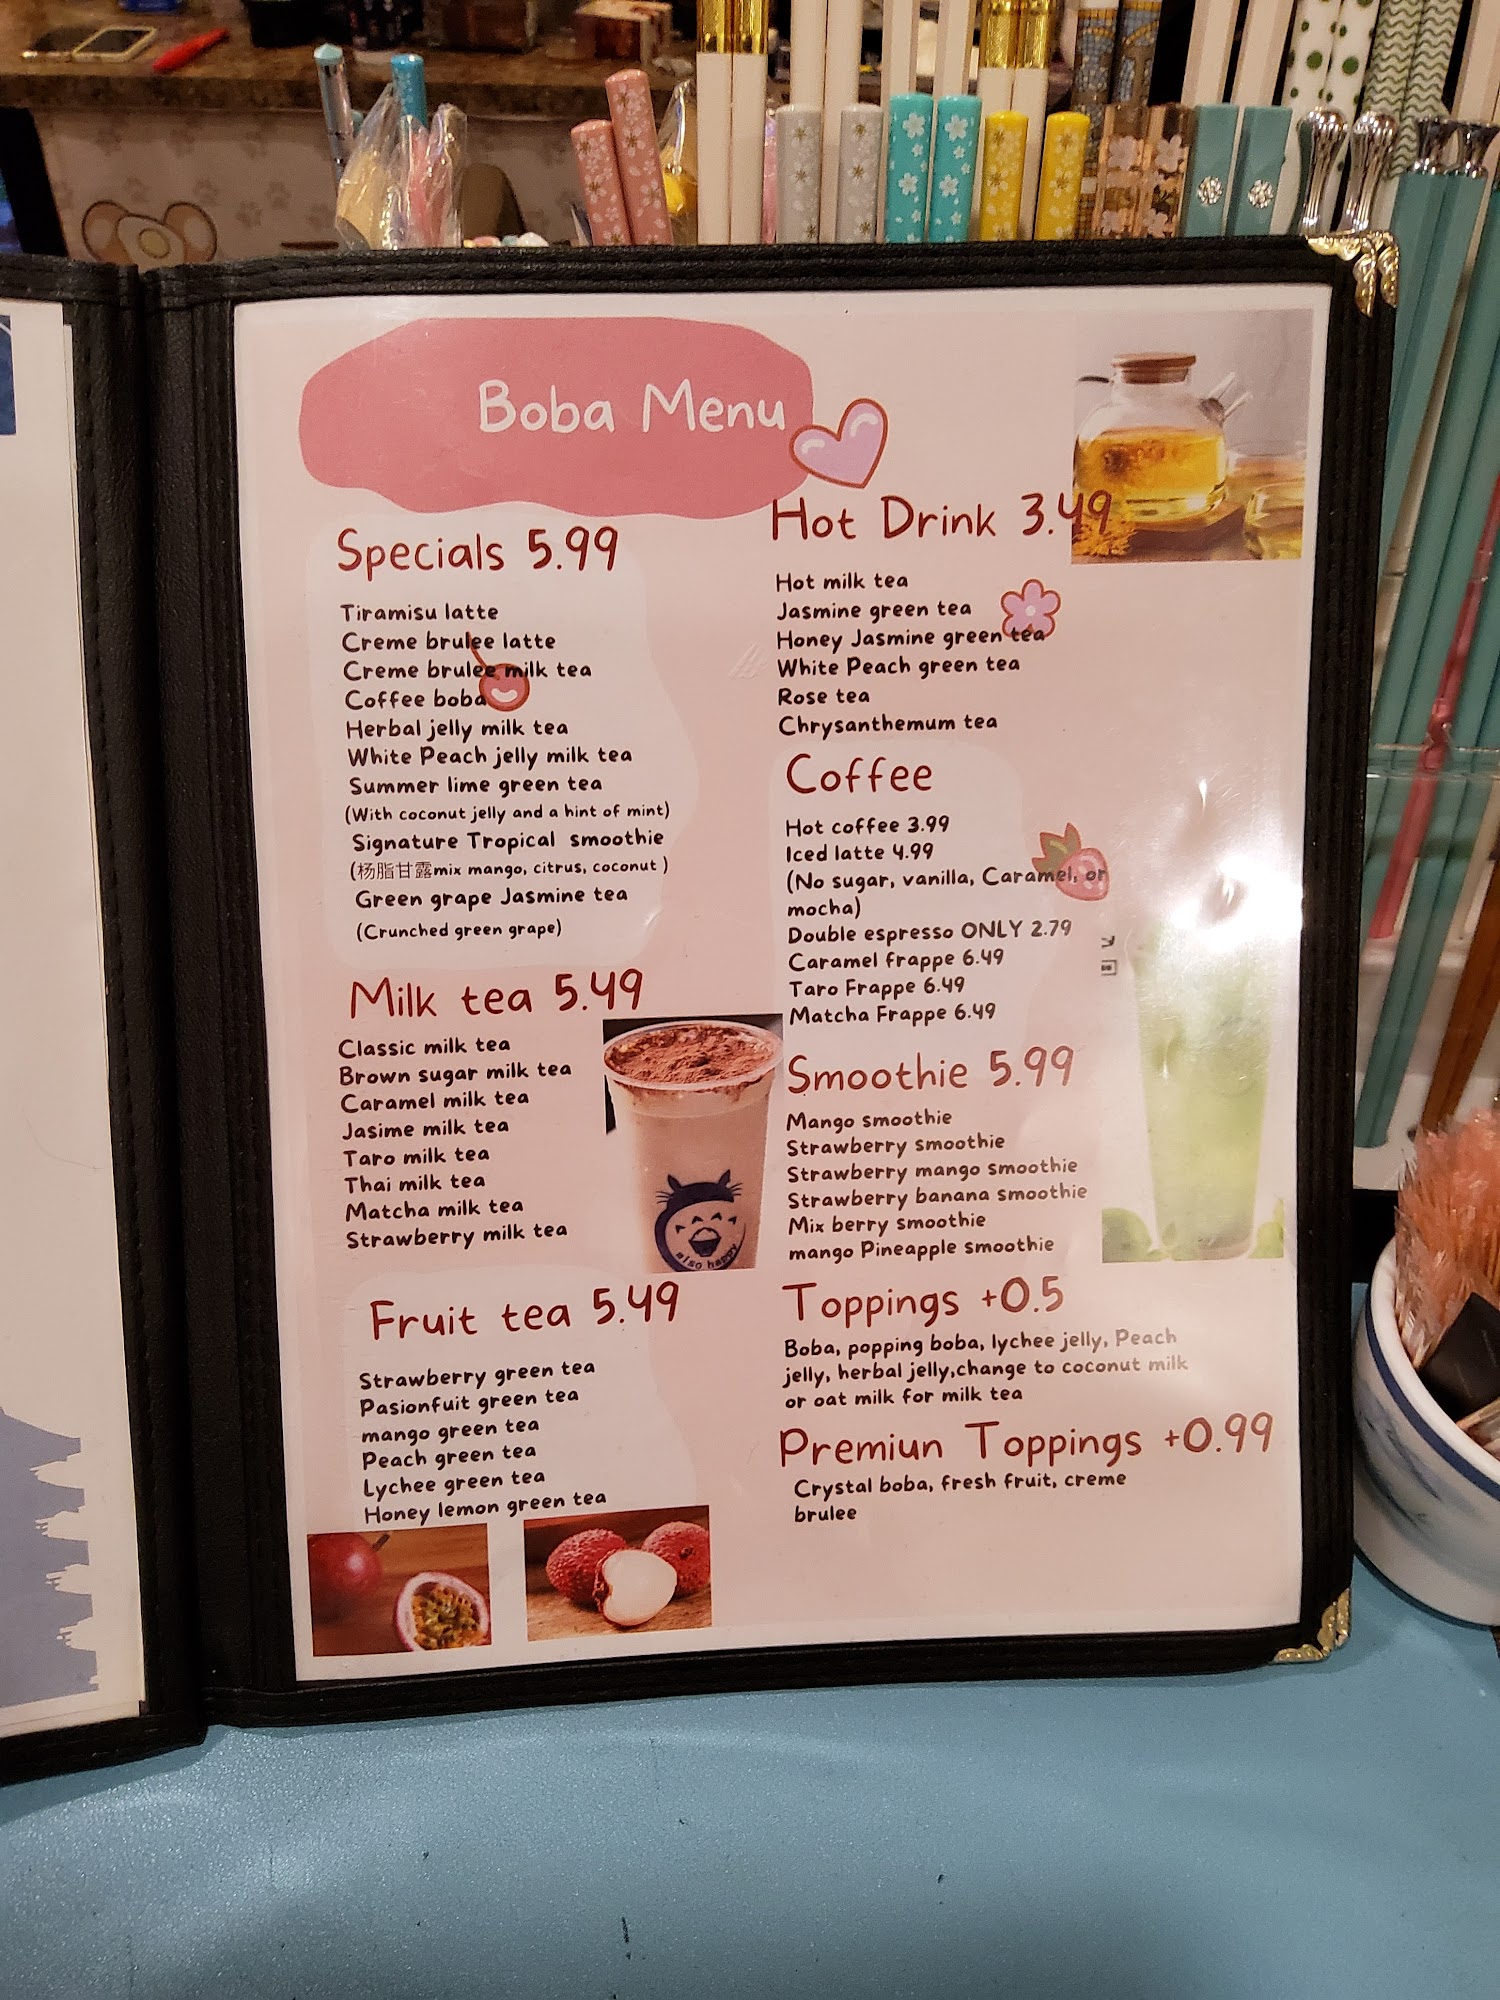 Boba Menu
Specials 5.99
Tiramisu latte
Creme brulee latte
Creme brulee milk tea
Coffee boba
Herbal jelly milk tea
White Peach jelly milk tea
Summer lime green tea
(With coconut jelly and a hint of mint)
Signature Tropical smoothie
(杨脂甘露mix mango, citrus, coconut )
Green grape Jasmine tea
(Crunched green grape)
Milk tea 5.49
Classic milk tea
Brown sugar milk tea
Caramel milk tea
Jasime milk tea
Taro milk tea
Thai milk tea
Matcha milk tea
Strawberry milk tea
also happy
Fruit tea 5.49
Strawberry green tea
Pasionfuit green tea
mango green tea
Peach green tea
Lychee green tea
Honey lemon green tea
Hot Drink 3.49
Hot milk tea
Jasmine green tea
Honey Jasmine green tea
White Peach green tea
Rose tea
Chrysanthemum tea
Coffee
Hot coffee 3.99
Iced latte 4.99
(No sugar, vanilla, Caramel, or
mocha)
Double espresso ONLY 2.79
Caramel frappe 6.49
Taro Frappe 6.49
Matcha Frappe 6.49
Smoothie 5.99
Mango smoothie
Strawberry smoothie
Strawberry mango smoothie
Strawberry banana smoothie
Mix berry smoothie
mango Pineapple smoothie
Toppings +0.5
Boba, popping boba, lychee jelly, Peach
jelly, herbal jelly,change to coconut milk
or oat milk for milk tea
Premiun Toppings +0.99
Crystal boba, fresh fruit, creme
brulee